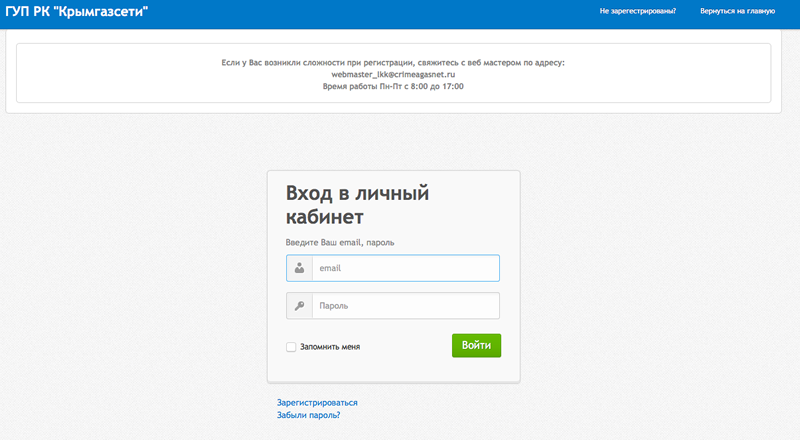 ГУП РК "Крымгазсети"
Не зарегестрированы? Вернуться на главную
Если у Вас возникли сложности при регистрации, свяжитесь с веб мастером по адресу:
webmaster_lkk@crimeagasnet.ru
Время работы Пн-Пт с 8:00 до 17:00
Вход в личный
кабинет
Введите Ваш email, пароль
email
Пароль
Запомнить меня
Войти
Зарегистрироваться
Забыли пароль?